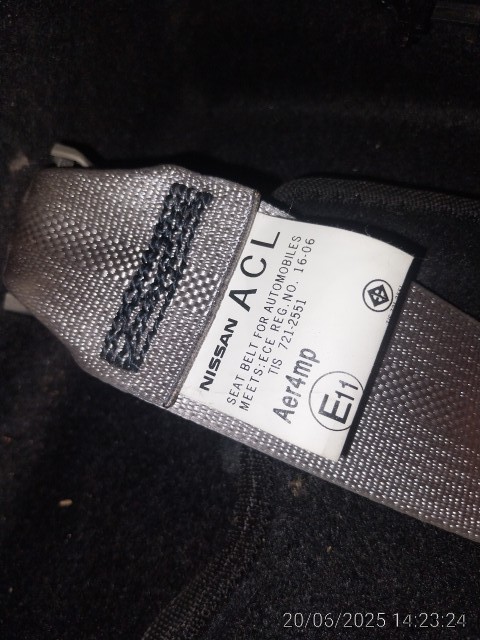 NISSAN ACL
SEAT BELT FOR AUTOMOBILES
MEETS:ECE REG.NO. 16-06
TIS 721-2551
Aer4mp
E11
20/06/2025 14:23:24